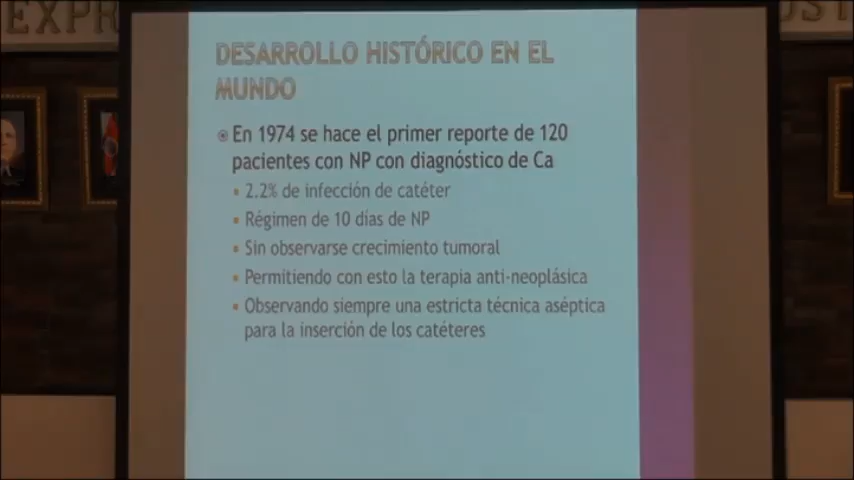 EXPR
DESARROLLO HISTÓRICO EN EL
MUNDO
En 1974 se hace el primer reporte de 120
pacientes con NP con diagnóstico de Ca
2.2% de infección de catéter
Régimen de 10 días de NP
Sin observarse crecimiento tumoral
Permitiendo con esto la terapia anti-neoplásica
Observando siempre una estricta técnica aséptica
para la inserción de los catéteres